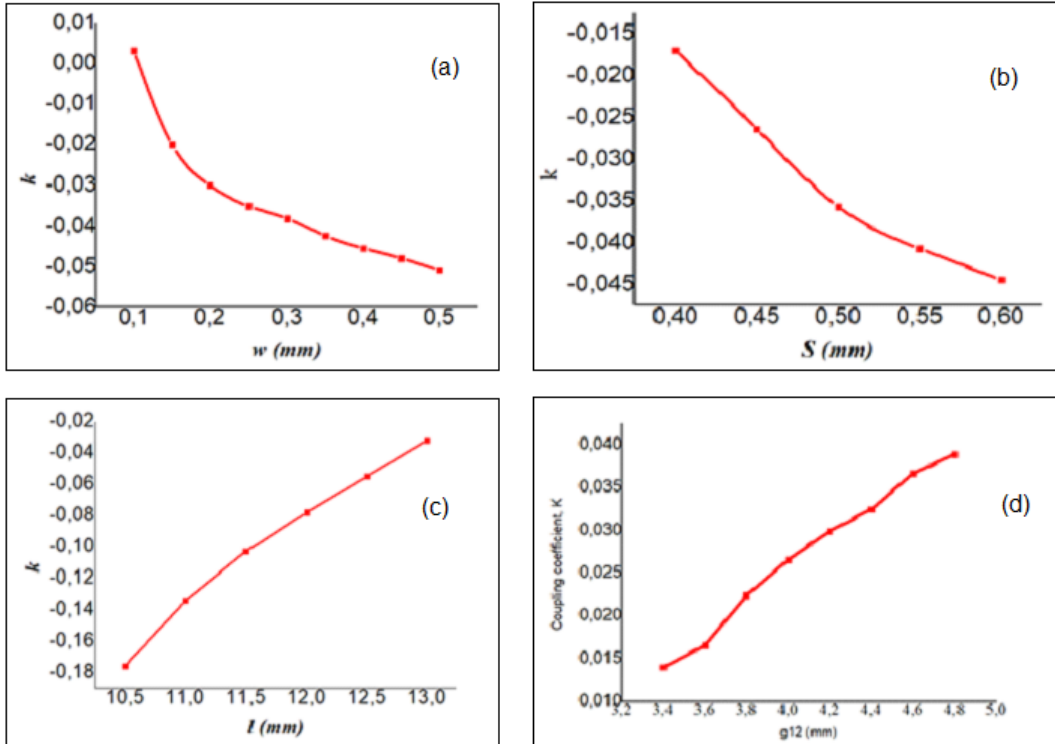 0,01
0,00
-0,01
-0,02
-0,03
-0,04
-0,05
-0,06
k
(a)
0,1 0,2 0,3 0,4 0,5
w (mm)
-0,015
-0,020
-0,025
-0,030
-0,035
-0,040
-0,045
k
(b)
0,40 0,45 0,50 0,55 0,60
S (mm)
-0,02
-0,04
-0,06
-0,08
-0,10
-0,12
-0,14
-0,16
-0,18
k
(c)
10,5 11,0 11,5 12,0 12,5 13,0
l (mm)
0,040
0,035
0,030
0,025
0,020
0,015
0,010
Coupling coefficient, K
(d)
3,2 3,4 3,6 3,8 4,0 4,2 4,4 4,6 4,8 5,0
g12 (mm)